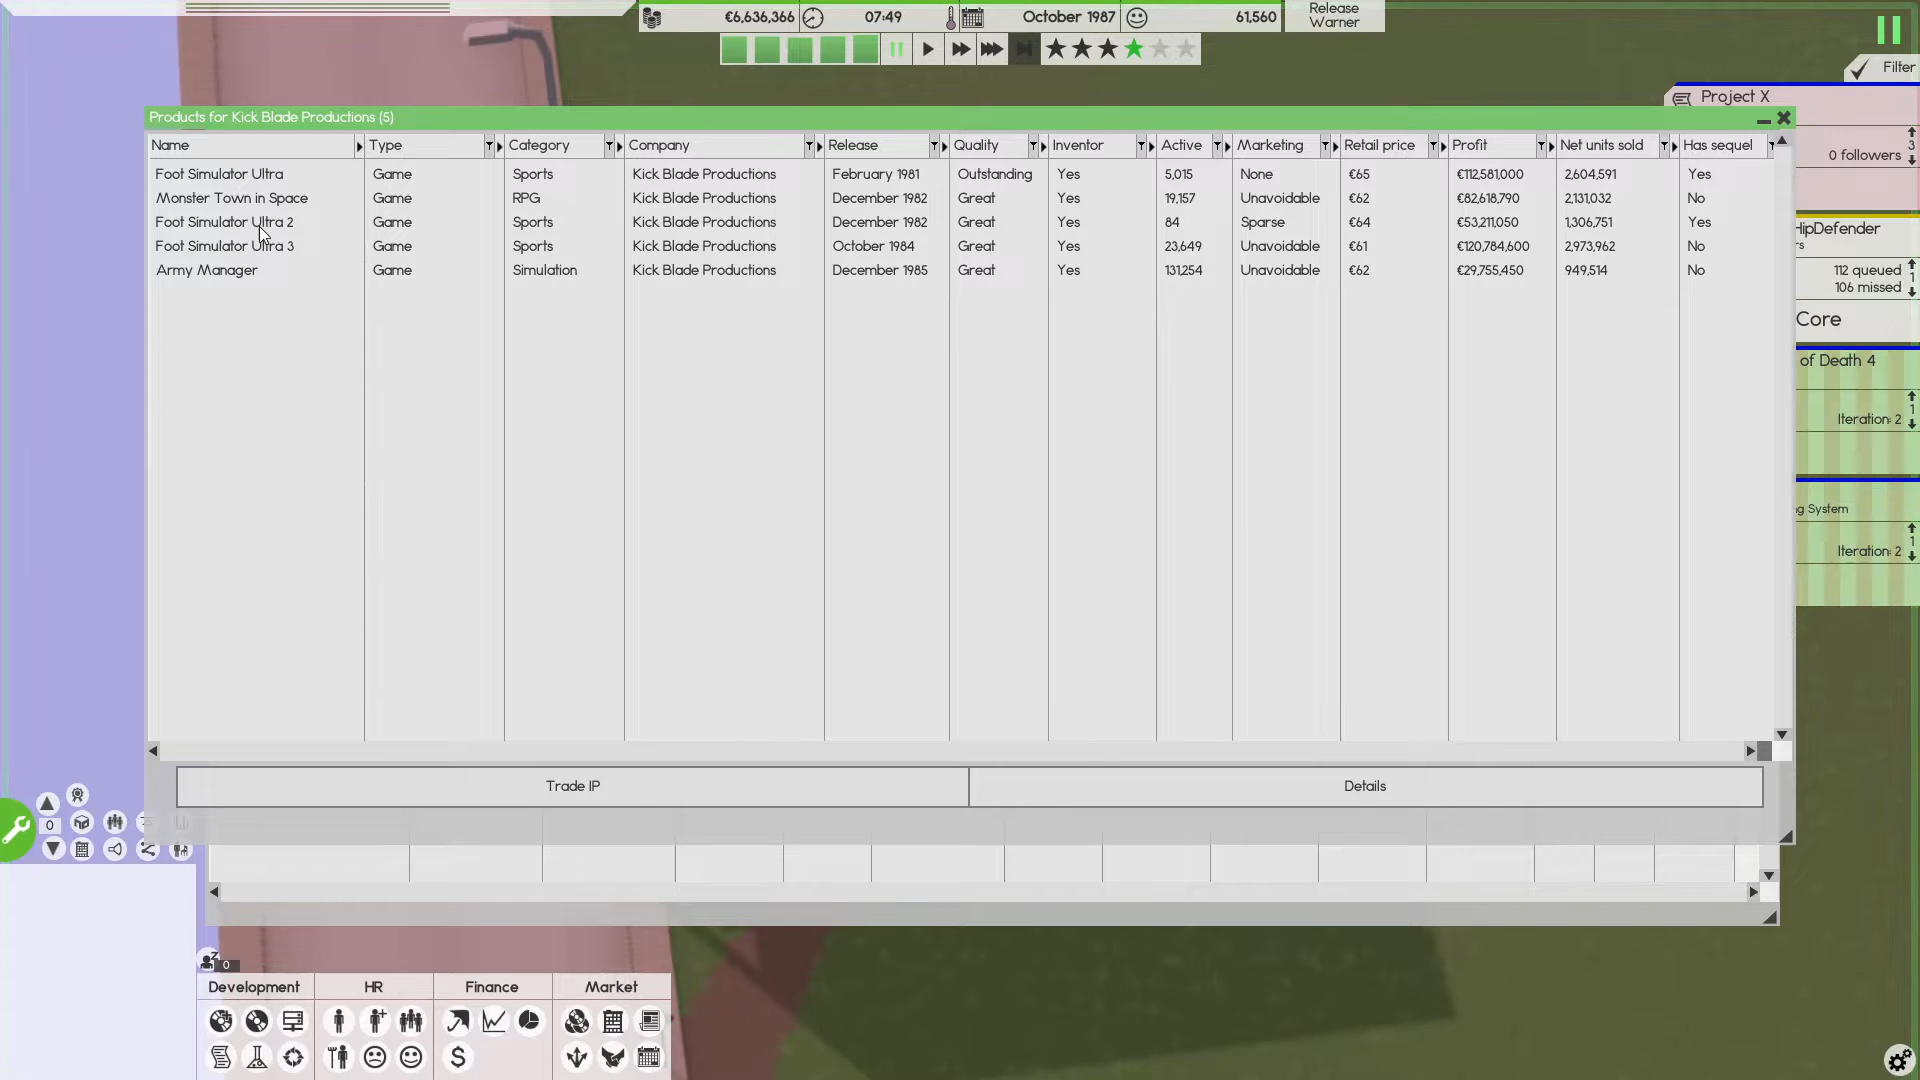 €6,636,366
07:49
October 1987
61,560
Release
Warner
Filter
Project X
3
0 followers
Products for Kick Blade Productions (5)
Name Type Category Company Release Quality Inventor Active Marketing Retail price Profit Net units sold Has sequel
Foot Simulator Ultra Game Sports Kick Blade Productions February 1981 Outstanding Yes 5,015 None €65 €112,581,000 2,604,591 Yes
Monster Town in Space Game RPG Kick Blade Productions December 1982 Great Yes 19,157 Unavoidable €62 €82,618,790 2,131,032 No
Foot Simulator Ultra 2 Game Sports Kick Blade Productions December 1982 Great Yes 84 Sparse €64 €53,211,050 1,306,751 Yes
Foot Simulator Ultra 3 Game Sports Kick Blade Productions October 1984 Great Yes 23,649 Unavoidable €61 €120,784,600 2,973,962 No
Army Manager Game Simulation Kick Blade Productions December 1985 Great Yes 131,254 Unavoidable €62 €29,755,450 949,514 No
HipDefender
rs
112 queued
1
106 missed
Core
of Death 4
1
Iteration: 2
ng System
1
Iteration: 2
Trade IP
Details
0
0
Development HR Finance Market